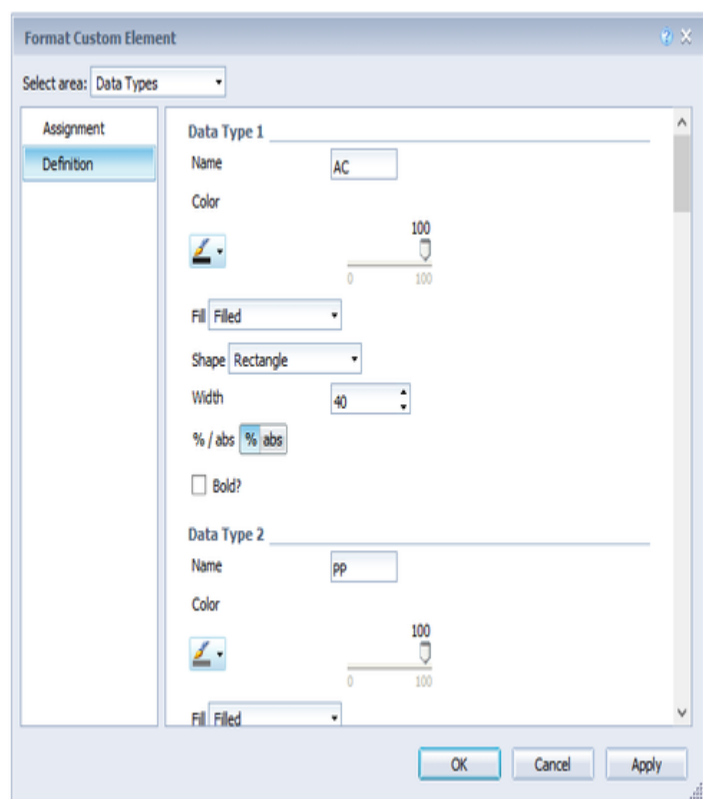 Format Custom Element
Select area: Data Types
Assignment
Definition
Data Type 1
Name AC
Color
100
0 100
Fill Filled
Shape Rectangle
Width 40
% / abs % abs
Bold?
Data Type 2
Name PP
Color
100
0 100
Fill Filled
OK Cancel Apply